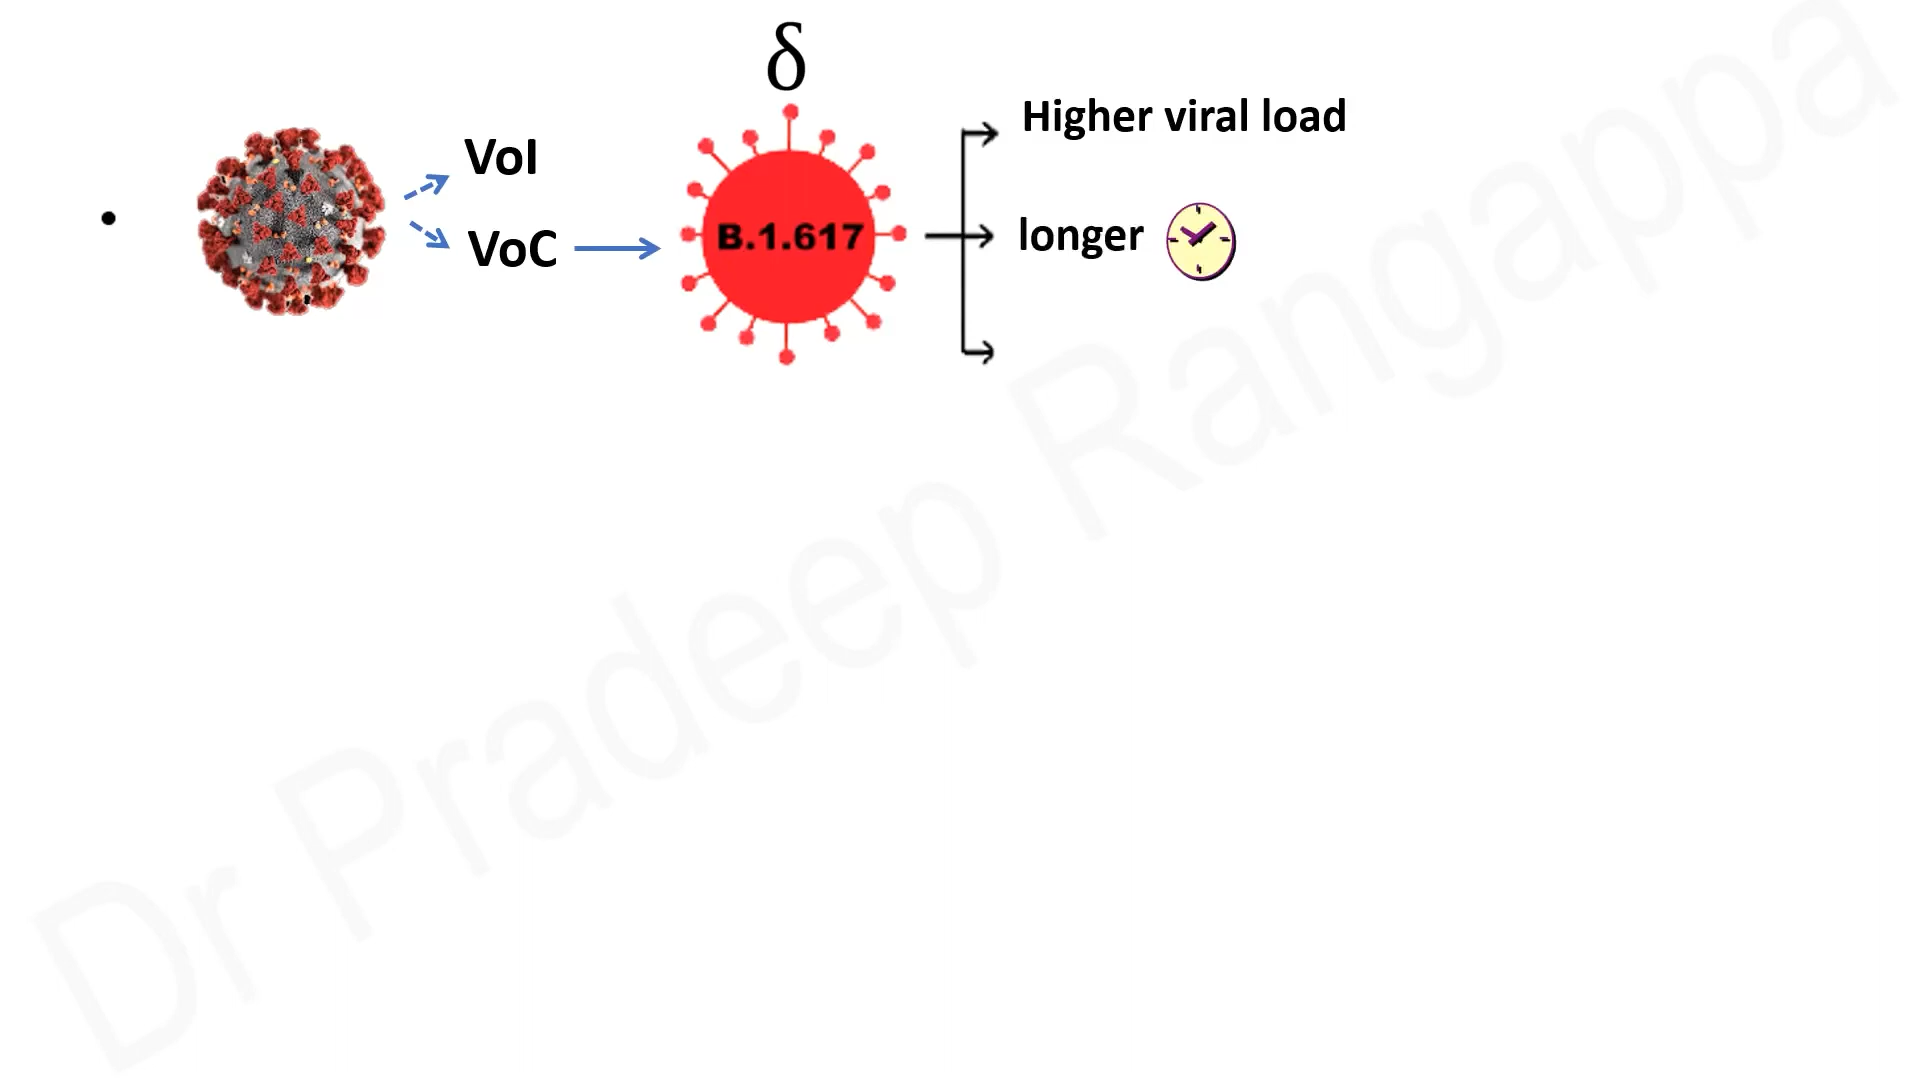 δ
Higher viral load
VoI
VoC
B.1.617
longer
Dr Pradeep Rangappa